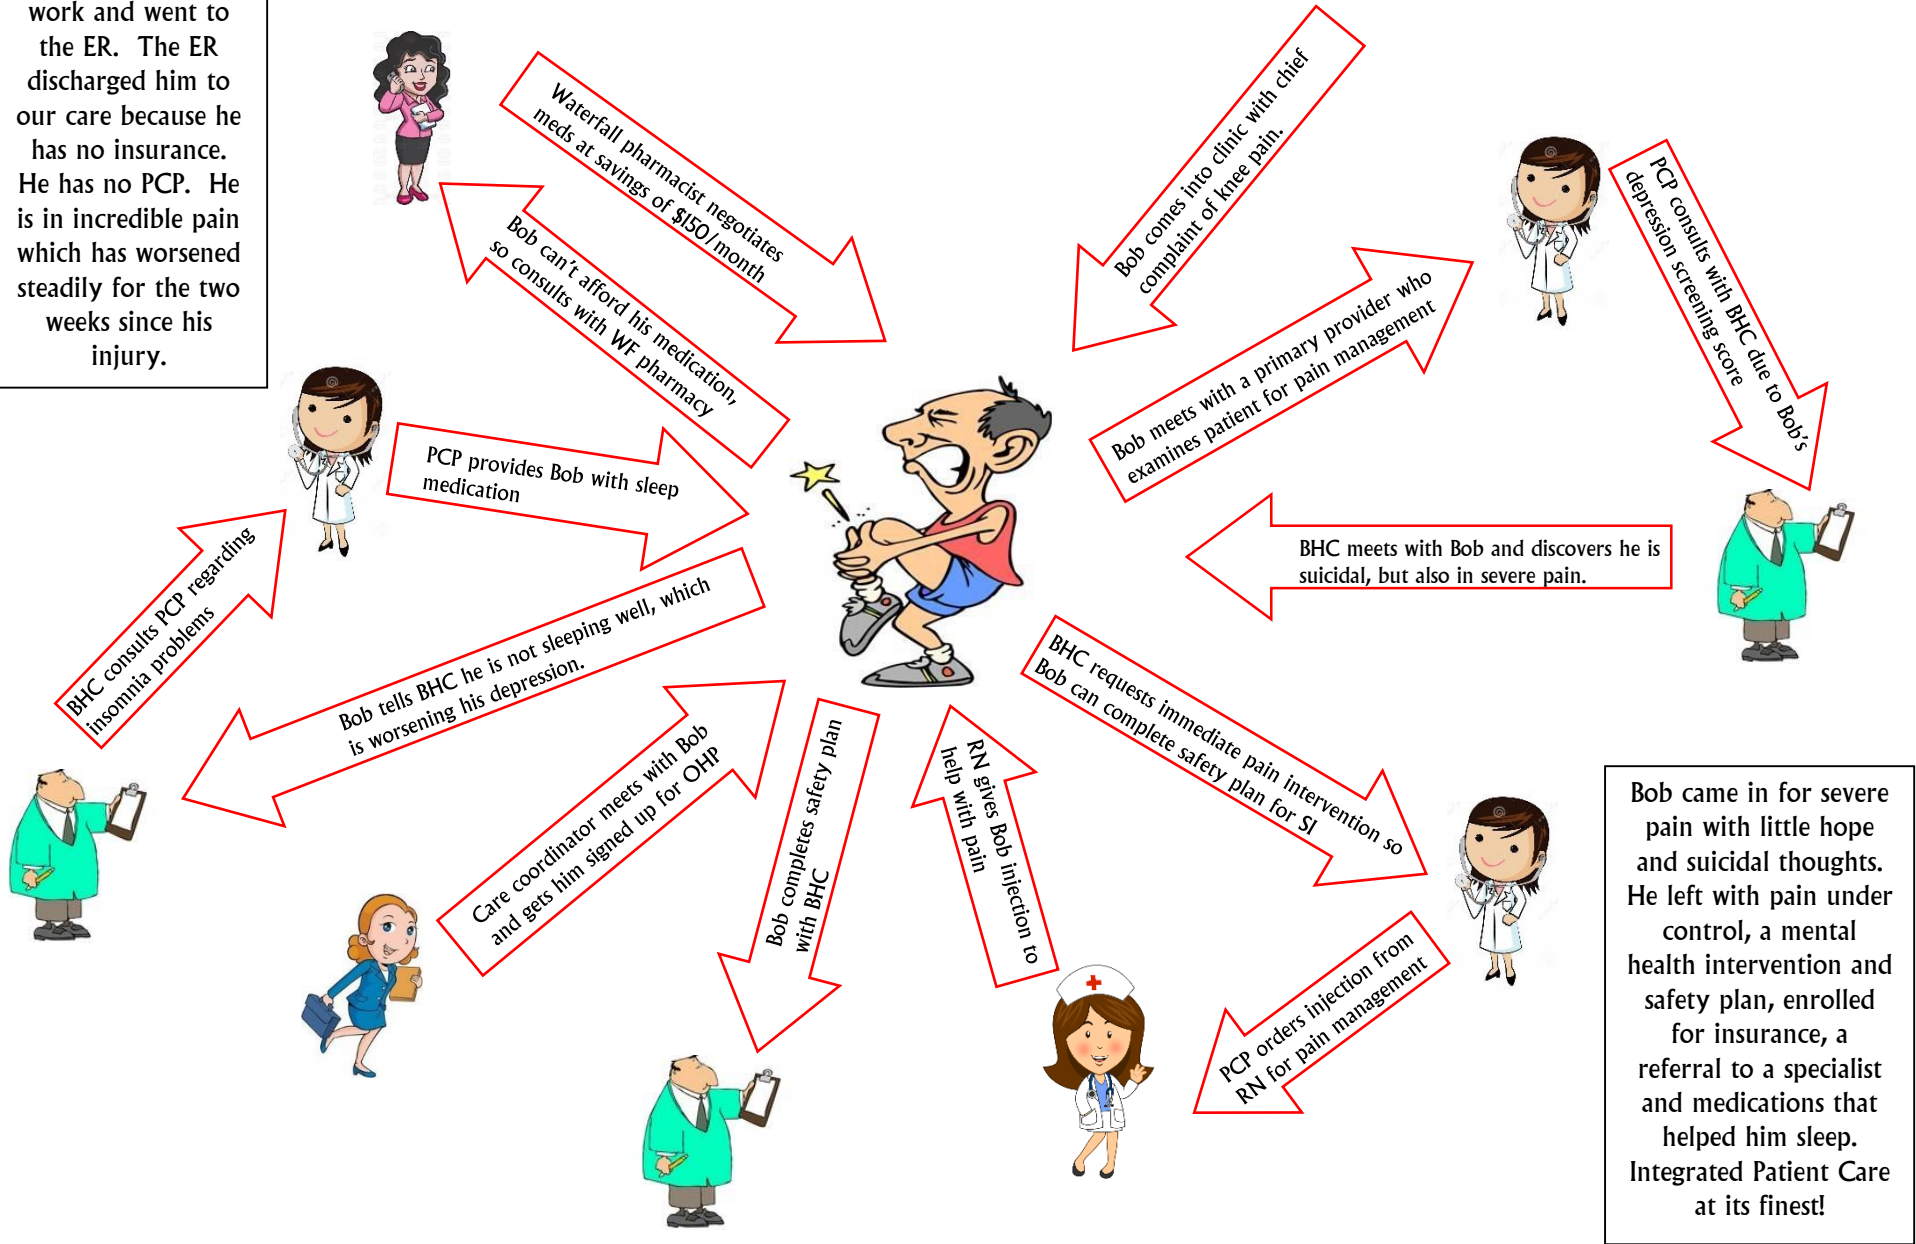 work and went to
the ER. The ER
discharged him to
our care because he
has no insurance.
He has no PCP. He
is in incredible pain
which has worsened
steadily for the two
weeks since his
injury.
Bob comes into clinic with chief
complaint of knee pain.
Bob meets with a primary provider who
examines patient for pain management
PCP consults with BHC due to Bob's
depression screening score
BHC meets with Bob and discovers he is
suicidal, but also in severe pain.
BHC requests immediate pain intervention so
Bob can complete safety plan for SI
PCP orders injection from
RN for pain management
RN gives Bob injection to
help with pain
Bob completes safety plan
with BHC
Care coordinator meets with Bob
and gets him signed up for OHP
Bob tells BHC he is not sleeping well, which
is worsening his depression.
BHC consults PCP regarding
insomnia problems
PCP provides Bob with sleep
medication
Bob can't afford his medication,
so consults with WF pharmacy
Waterfall pharmacist negotiates
meds at savings of $150/month
Bob came in for severe
pain with little hope
and suicidal thoughts.
He left with pain under
control, a mental
health intervention and
safety plan, enrolled
for insurance, a
referral to a specialist
and medications that
helped him sleep.
Integrated Patient Care
at its finest!